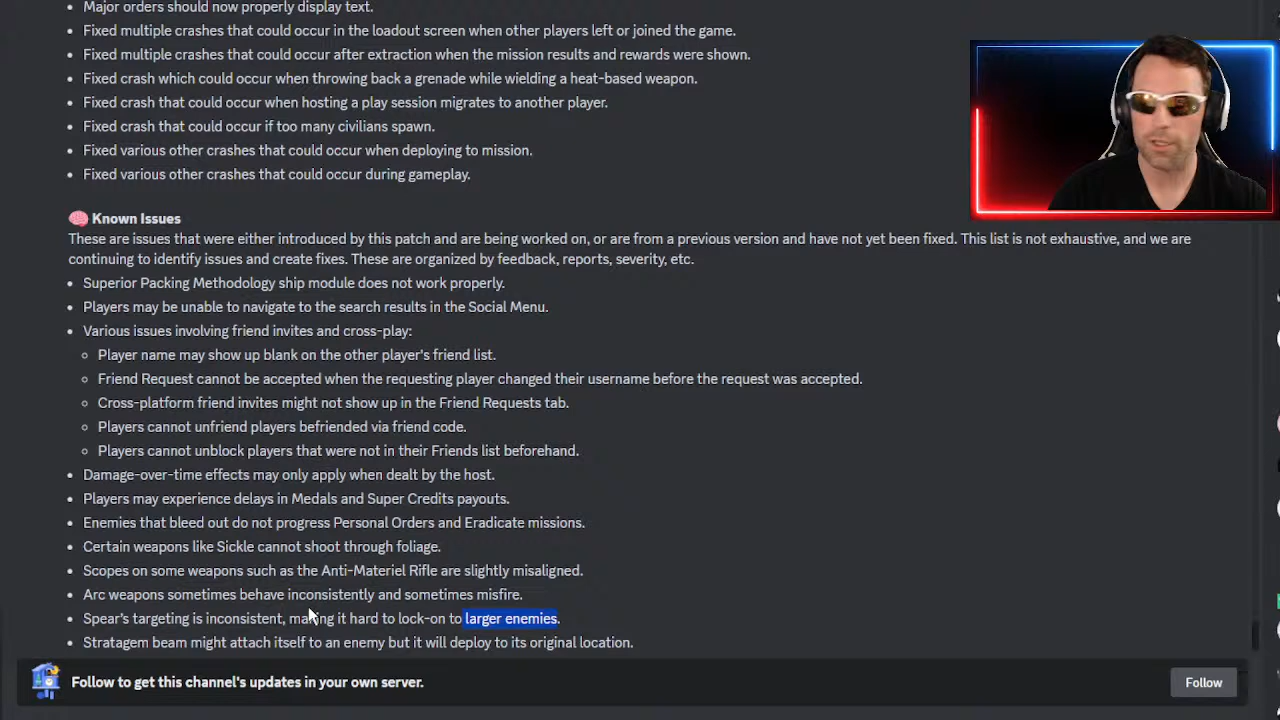 Major orders should now properly display text.
Fixed multiple crashes that could occur in the loadout screen when other players left or joined the game.
Fixed multiple crashes that could occur after extraction when the mission results and rewards were shown.
Fixed crash which could occur when throwing back a grenade while wielding a heat-based weapon.
Fixed crash that could occur when hosting a play session migrates to another player.
Fixed crash that could occur if too many civilians spawn.
Fixed various other crashes that could occur when deploying to mission.
Fixed various other crashes that could occur during gameplay.
Known Issues
These are issues that were either introduced by this patch and are being worked on, or are from a previous version and have not yet been fixed. This list is not exhaustive, and we are
continuing to identify issues and create fixes. These are organized by feedback, reports, severity, etc.
Superior Packing Methodology ship module does not work properly.
Players may be unable to navigate to the search results in the Social Menu.
Various issues involving friend invites and cross-play:
Player name may show up blank on the other player's friend list.
Friend Request cannot be accepted when the requesting player changed their username before the request was accepted.
Cross-platform friend invites might not show up in the Friend Requests tab.
Players cannot unfriend players befriended via friend code.
Players cannot unblock players that were not in their Friends list beforehand.
Damage-over-time effects may only apply when dealt by the host.
Players may experience delays in Medals and Super Credits payouts.
Enemies that bleed out do not progress Personal Orders and Eradicate missions.
Certain weapons like Sickle cannot shoot through foliage.
Scopes on some weapons such as the Anti-Materiel Rifle are slightly misaligned.
Arc weapons sometimes behave inconsistently and sometimes misfire.
Spear's targeting is inconsistent, making it hard to lock-on to larger enemies.
Stratagem beam might attach itself to an enemy but it will deploy to its original location.
Follow to get this channel's updates in your own server.
Follow